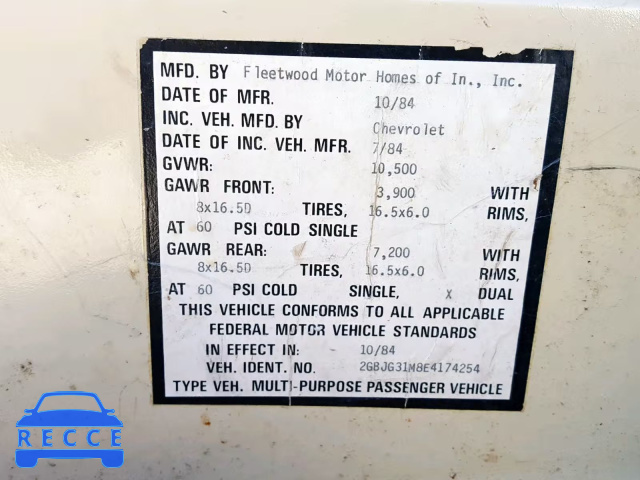 MFD. BY Fleetwood Motor Homes of In., Inc.
DATE OF MFR. 10/84
INC. VEH. MFD. BY Chevrolet
DATE OF INC. VEH. MFR. 7/84
GVWR: 10,500
GAWR FRONT: 3,900 WITH
8x16.5D TIRES, 16.5x6.0 RIMS,
AT 60 PSI COLD SINGLE
GAWR REAR: 7,200 WITH
8x16.5D TIRES, 16.5x6.0 RIMS,
AT 60 PSI COLD SINGLE, x DUAL
THIS VEHICLE CONFORMS TO ALL APPLICABLE
FEDERAL MOTOR VEHICLE STANDARDS
IN EFFECT IN: 10/84
VEH. IDENT. NO. 2GBJG31M8E4174254
TYPE VEH. MULTI-PURPOSE PASSENGER VEHICLE
RECCE